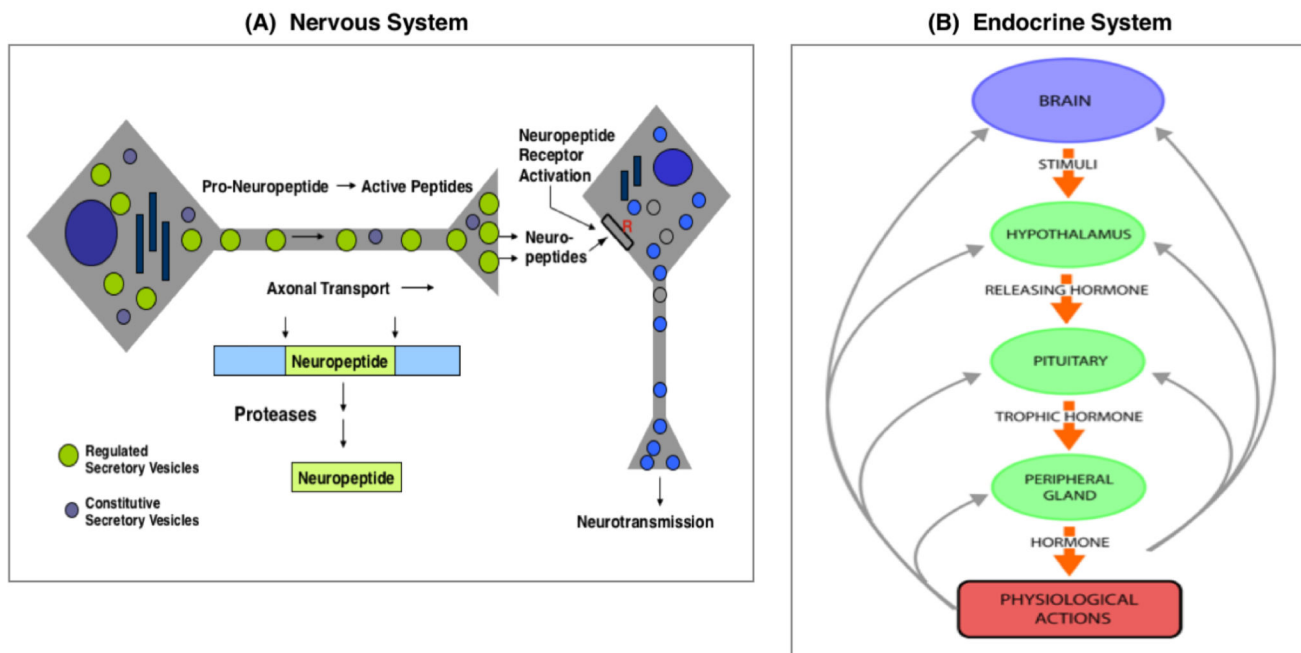 (A) Nervous System
Neuropeptide
Receptor
Activation
Pro-Neuropeptide → Active Peptides
R
Neuro-
peptides
Axonal Transport →
Neuropeptide
Proteases
Neuropeptide
Regulated
Secretory Vesicles
Constitutive
Secretory Vesicles
Neurotransmission
(B) Endocrine System
BRAIN
STIMULI
HYPOTHALAMUS
RELEASING HORMONE
PITUITARY
TROPHIC HORMONE
PERIPHERAL
GLAND
HORMONE
PHYSIOLOGICAL
ACTIONS